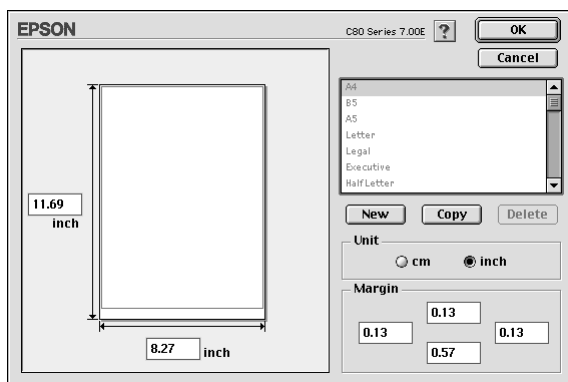 EPSON
C80 Series 7.00E
?
OK
Cancel
A4
B5
A5
Letter
Legal
Executive
HalfLetter
11.69
inch
8.27 inch
New Copy Delete
Unit
cm inch
Margin
0.13
0.13 0.13
0.57